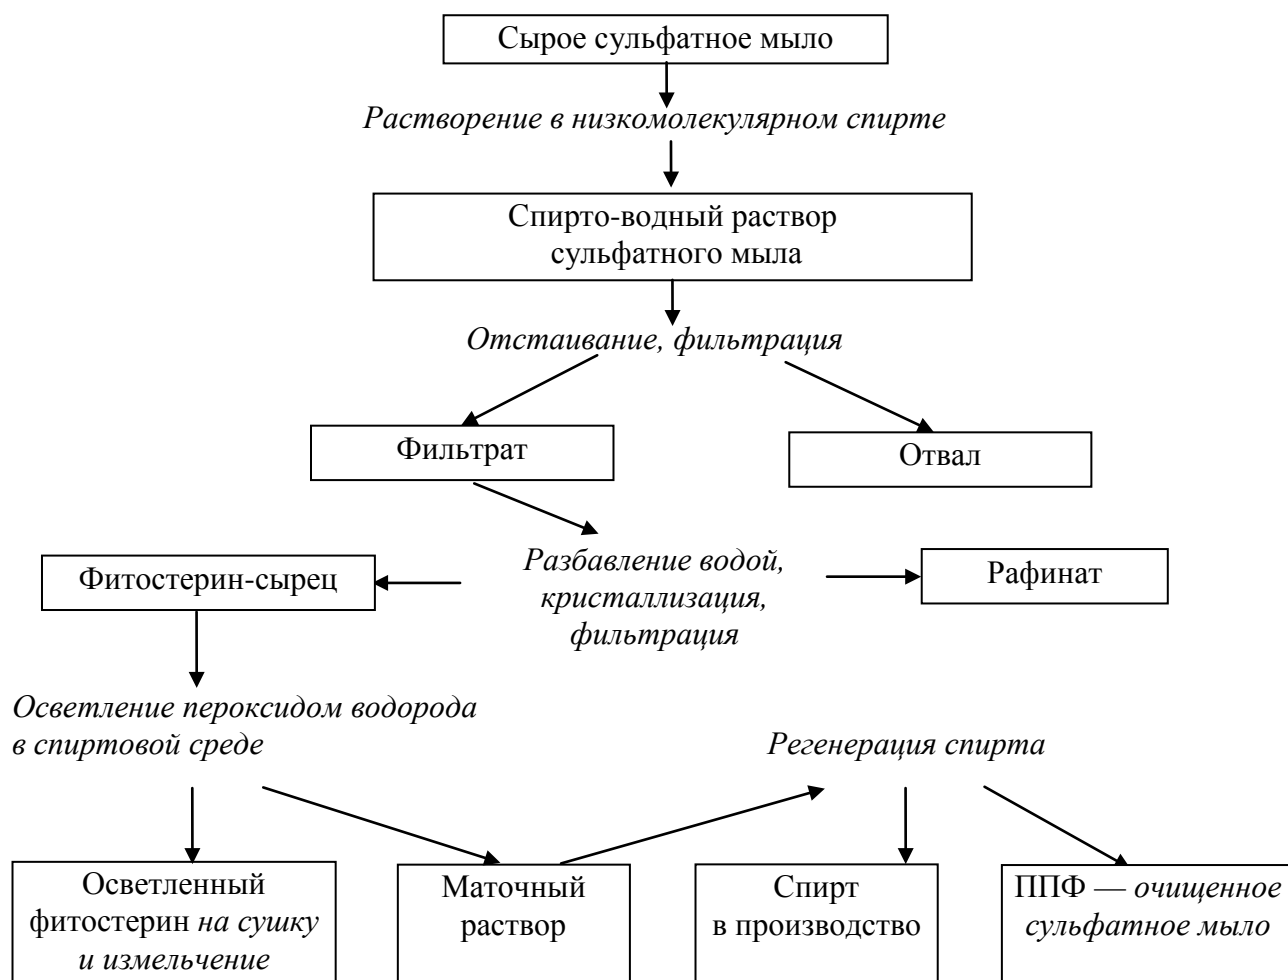 Сырое сульфатное мыло
Растворение в низкомолекулярном спирте
Спирто-водный раствор
сульфатного мыла
Отстаивание, фильтрация
Фильтрат
Отвал
Фитостерин-сырец
Разбавление водой,
кристаллизация,
фильтрация
Рафинат
Осветление пероксидом водорода
в спиртовой среде
Регенерация спирта
Осветленный
фитостерин на сушку
и измельчение
Маточный
раствор
Спирт
в производство
ППФ — очищенное
сульфатное мыло